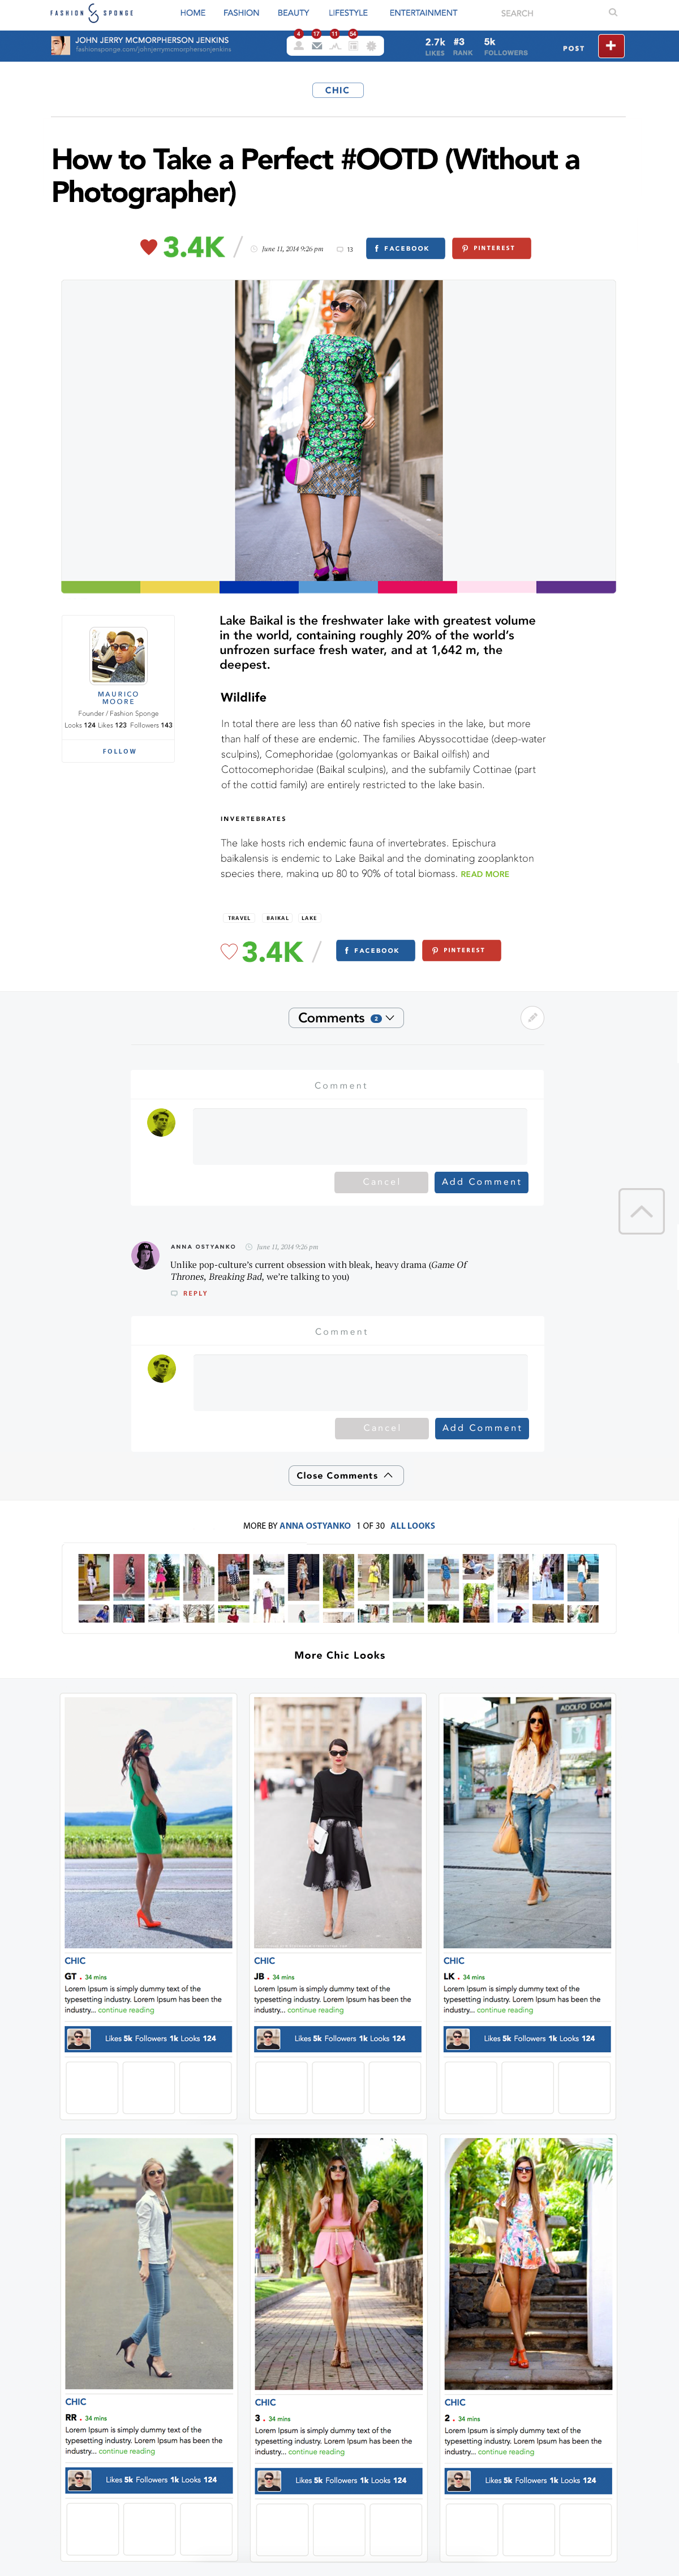 FASHION SPONGE
HOME FASHION BEAUTY LIFESTYLE ENTERTAINMENT SEARCH
JOHN JERRY MCMORPHERSON JENKINS
fashionsponge.com/johnjerrymcmorphersonjenkins
4 17 11 54
2.7k #3 5k
LIKES RANK FOLLOWERS
POST
CHIC
How to Take a Perfect #OOTD (Without a
Photographer)
3.4K / June 11, 2014 9:26 pm 13 FACEBOOK PINTEREST
HOT
MAURICO
MOORE
Founder / Fashion Sponge
Looks 124 Likes 123 Followers 143
FOLLOW
Lake Baikal is the freshwater lake with greatest volume
in the world, containing roughly 20% of the world's
unfrozen surface fresh water, and at 1,642 m, the
deepest.
Wildlife
In total there are less than 60 native fish species in the lake, but more
than half of these are endemic. The families Abyssocottidae (deep-water
sculpins), Comephoridae (golomyankas or Baikal oilfish) and
Cottocomephoridae (Baikal sculpins), and the subfamily Cottinae (part
of the cottid family) are entirely restricted to the lake basin.
INVERTEBRATES
The lake hosts rich endemic fauna of invertebrates. Epischura
baikalensis is endemic to Lake Baikal and the dominating zooplankton
species there, making up 80 to 90% of total biomass. READ MORE
TRAVEL BAIKAL LAKE
3.4K / FACEBOOK PINTEREST
Comments 2
Comment
Cancel Add Comment
ANNA OSTYANKO June 11, 2014 9:26 pm
Unlike pop-culture's current obsession with bleak, heavy drama (Game Of
Thrones, Breaking Bad, we're talking to you)
REPLY
Comment
Cancel Add Comment
Close Comments
MORE BY ANNA OSTYANKO 1 OF 30 ALL LOOKS
More Chic Looks
ADOLFO DOM
CHIC
GT . 34 mins
Lorem Ipsum is simply dummy text of the
typesetting industry. Lorem Ipsum has been the
industry... continue reading
Likes 5k Followers 1k Looks 124
CHIC
JB . 34 mins
Lorem Ipsum is simply dummy text of the
typesetting industry. Lorem Ipsum has been the
industry... continue reading
Likes 5k Followers 1k Looks 124
CHIC
LK . 34 mins
Lorem Ipsum is simply dummy text of the
typesetting industry. Lorem Ipsum has been the
industry... continue reading
Likes 5k Followers 1k Looks 124
CHIC
RR . 34 mins
Lorem Ipsum is simply dummy text of the
typesetting industry. Lorem Ipsum has been the
industry... continue reading
Likes 5k Followers 1k Looks 124
CHIC
3 . 34 mins
Lorem Ipsum is simply dummy text of the
typesetting industry. Lorem Ipsum has been the
industry... continue reading
Likes 5k Followers 1k Looks 124
CHIC
2 . 34 mins
Lorem Ipsum is simply dummy text of the
typesetting industry. Lorem Ipsum has been the
industry... continue reading
Likes 5k Followers 1k Looks 124